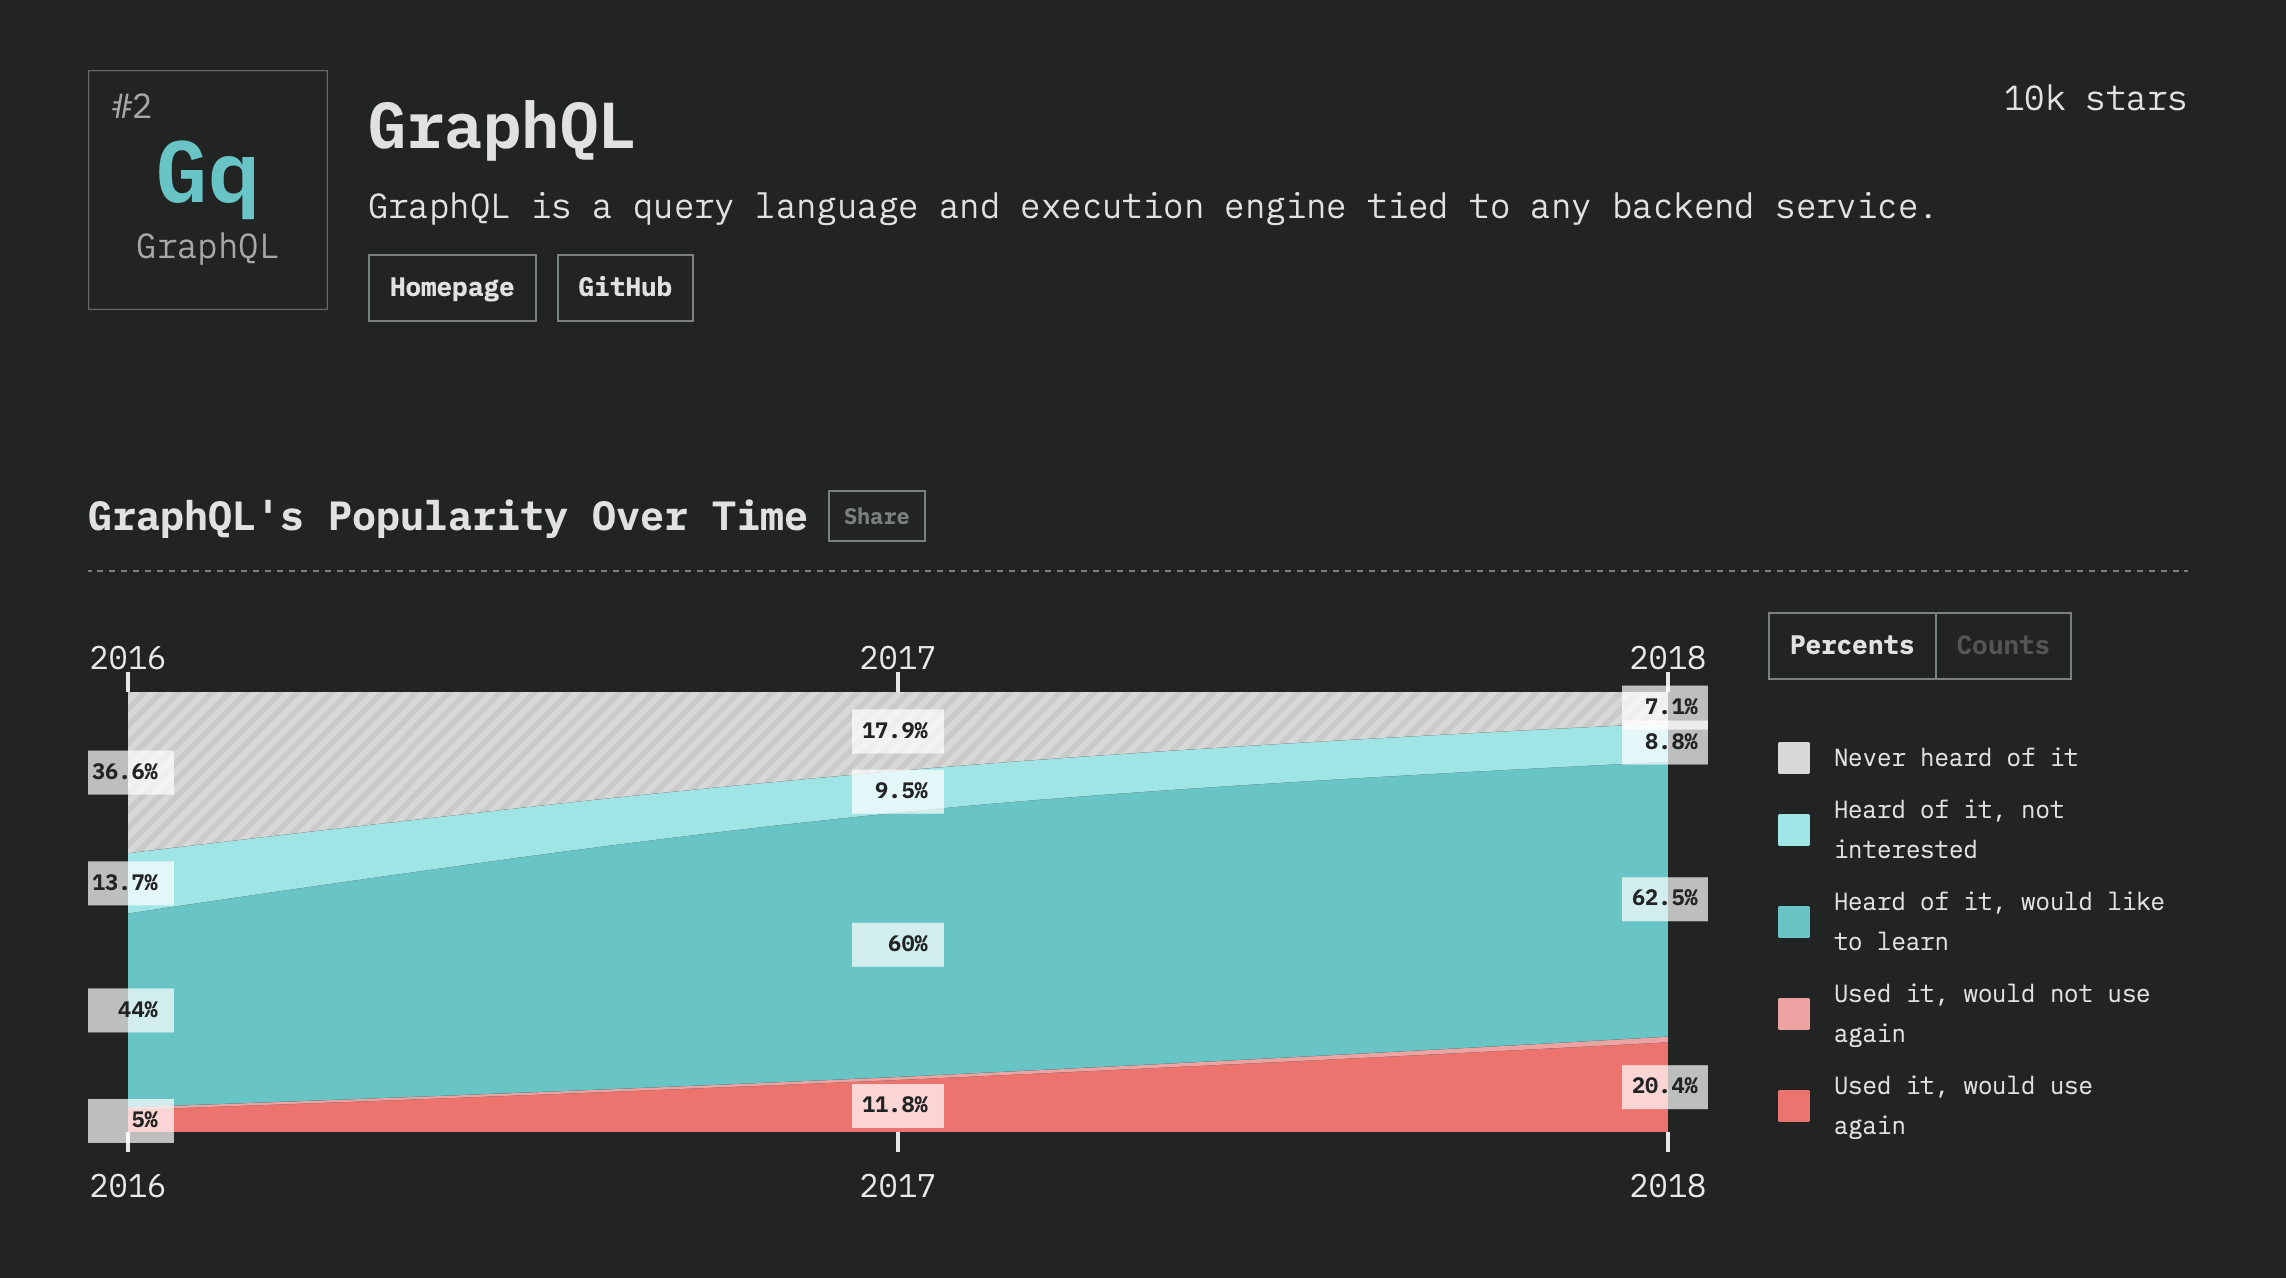 #2
Gq
GraphQL
GraphQL
10k stars
GraphQL is a query language and execution engine tied to any backend service.
Homepage
GitHub
GraphQL's Popularity Over Time
Share
Percents
Counts
2016
2017
2018
36.6%
13.7%
44%
5%
17.9%
9.5%
60%
11.8%
7.1%
8.8%
62.5%
20.4%
2016
2017
2018
Never heard of it
Heard of it, not
interested
Heard of it, would like
to learn
Used it, would not use
again
Used it, would use
again